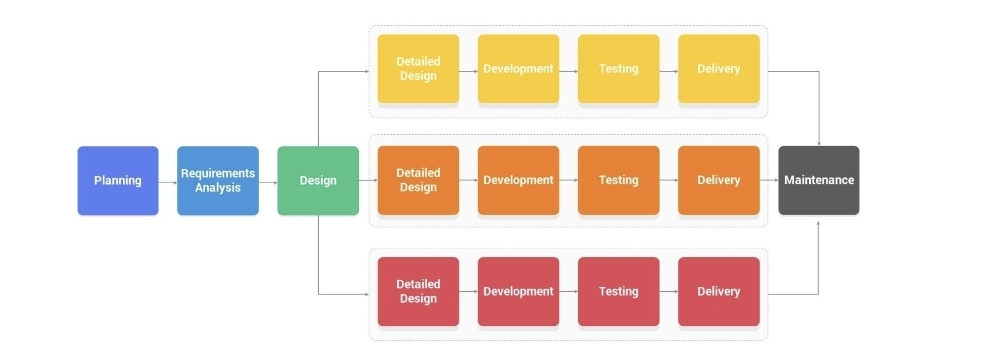 Detailed
Design
Development
Testing
Delivery
Planning
Requirements
Analysis
Design
Detailed
Design
Development
Testing
Delivery
Maintenance
Detailed
Design
Development
Testing
Delivery